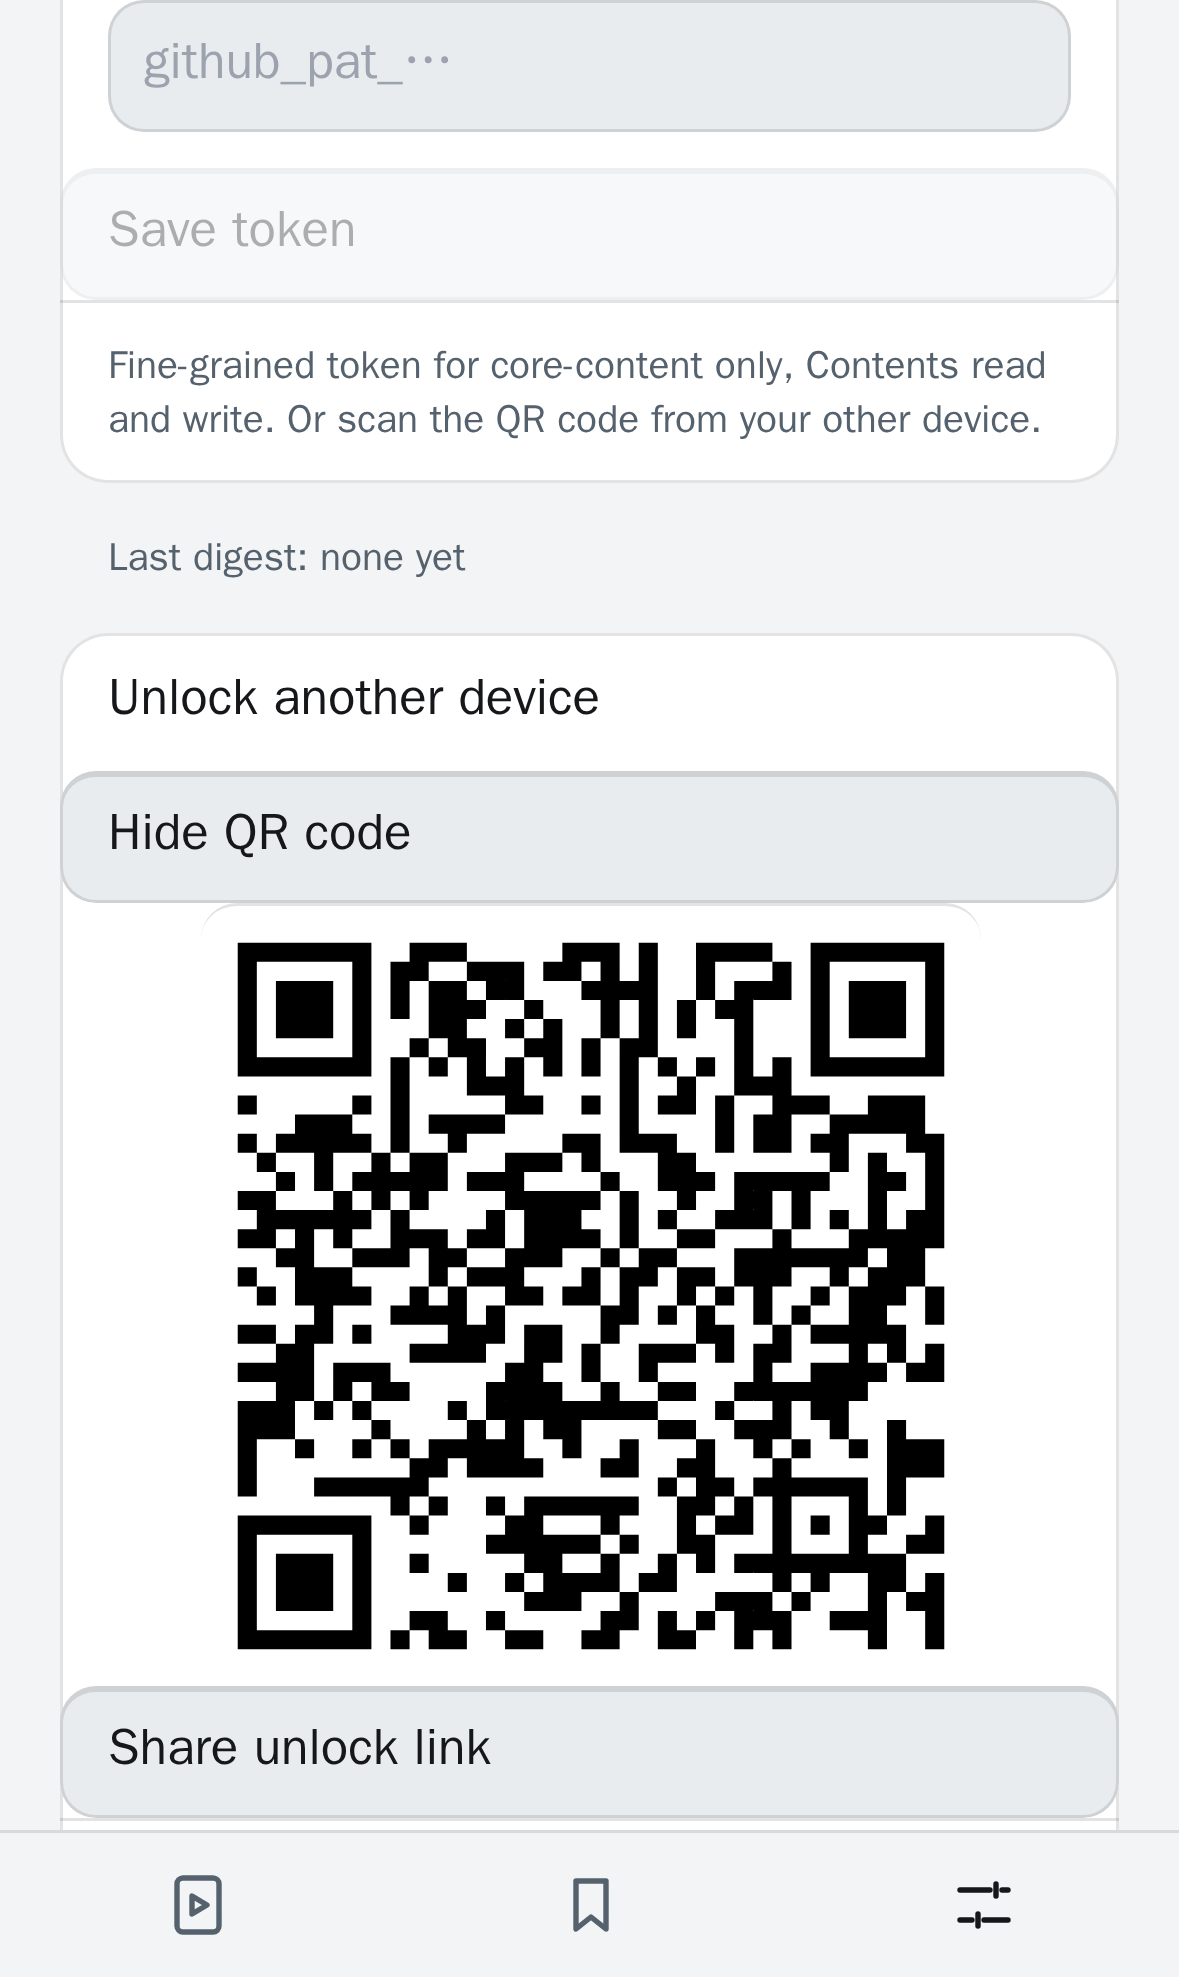 github_pat_···
Save token
Fine-grained token for core-content only, Contents read
and write. Or scan the QR code from your other device.
Last digest: none yet
Unlock another device
Hide QR code
Share unlock link